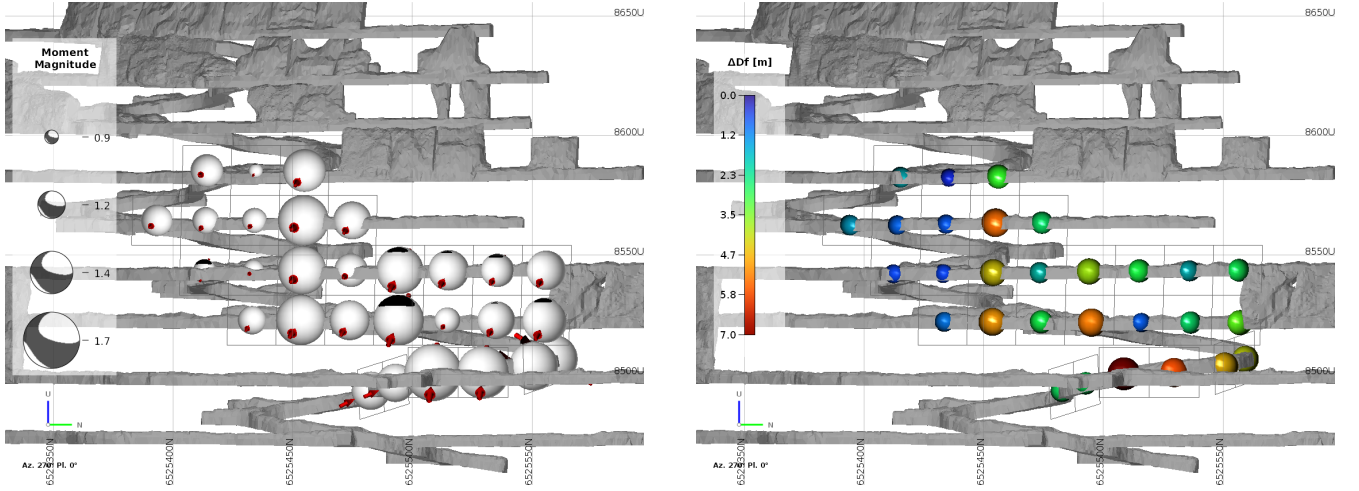 Moment
Magnitude
0.9
1.2
1.4
1.7
8650U
8600U
8550U
8500U
U
N
Az. 270° Pl. 0°
6525350N
6525400N
6525450N
6525500N
6525550N
ΔDf [m]
0.0
1.2
2.3
3.5
4.7
5.8
7.0
8650U
8600U
8550U
8500U
U
N
Az. 270° Pl. 0°
6525350N
6525400N
6525450N
6525500N
6525550N